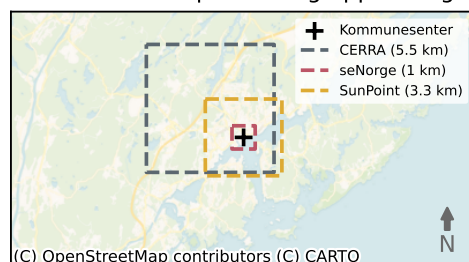 Kommunesenter
CERRA (5.5 km)
seNorge (1 km)
SunPoint (3.3 km)
N
(C) OpenStreetMap contributors (C) CARTO